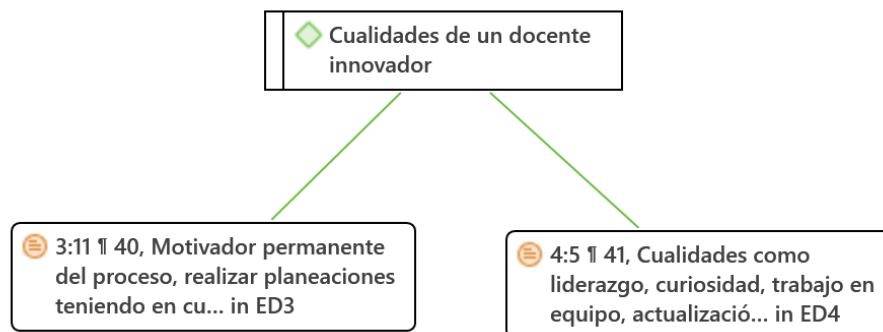 Cualidades de un docente
innovador
3:11 ¶ 40, Motivador permanente
del proceso, realizar planeaciones
teniendo en cu... in ED3
4:5 ¶ 41, Cualidades como
liderazgo, curiosidad, trabajo en
equipo, actualizació... in ED4